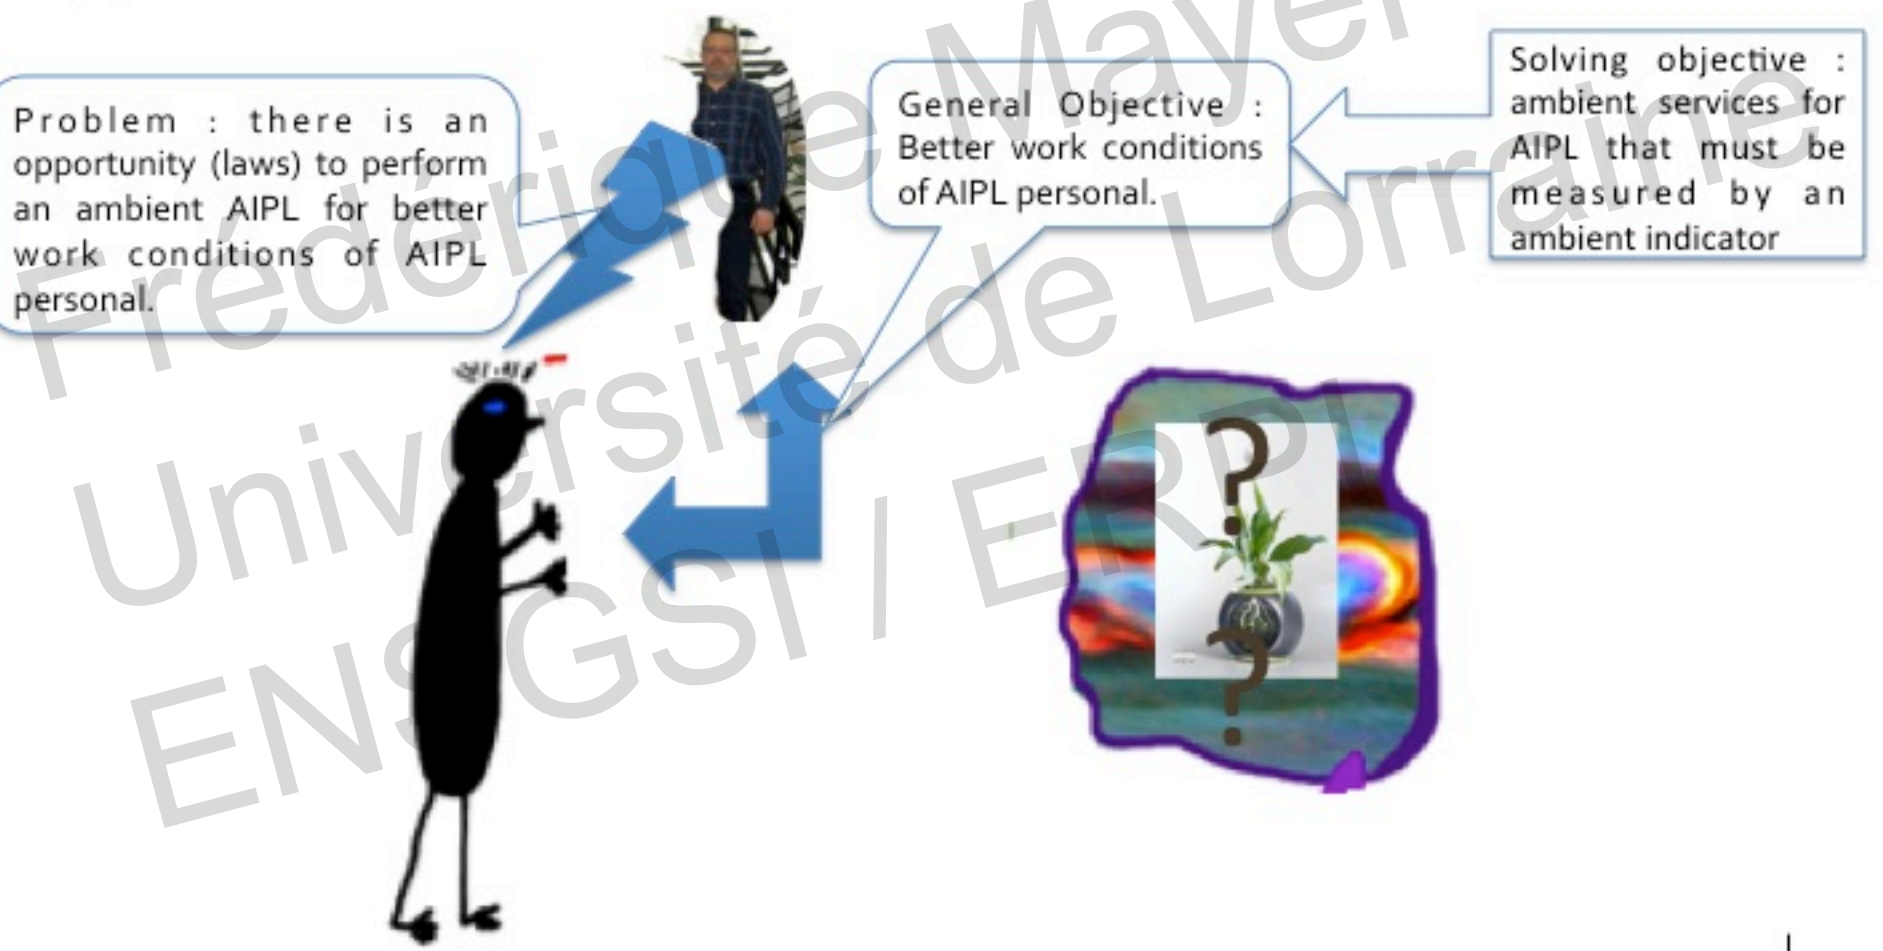 Problem : there is an
opportunity (laws) to perform
an ambient AIPL for better
work conditions of AIPL
personal.
General Objective :
Better work conditions
of AIPL personal.
Solving objective :
ambient services for
AIPL that must be
measured by an
ambient indicator
?
?
Frédérique Mayer
Université de Lorraine
ENSGSI / ERPI